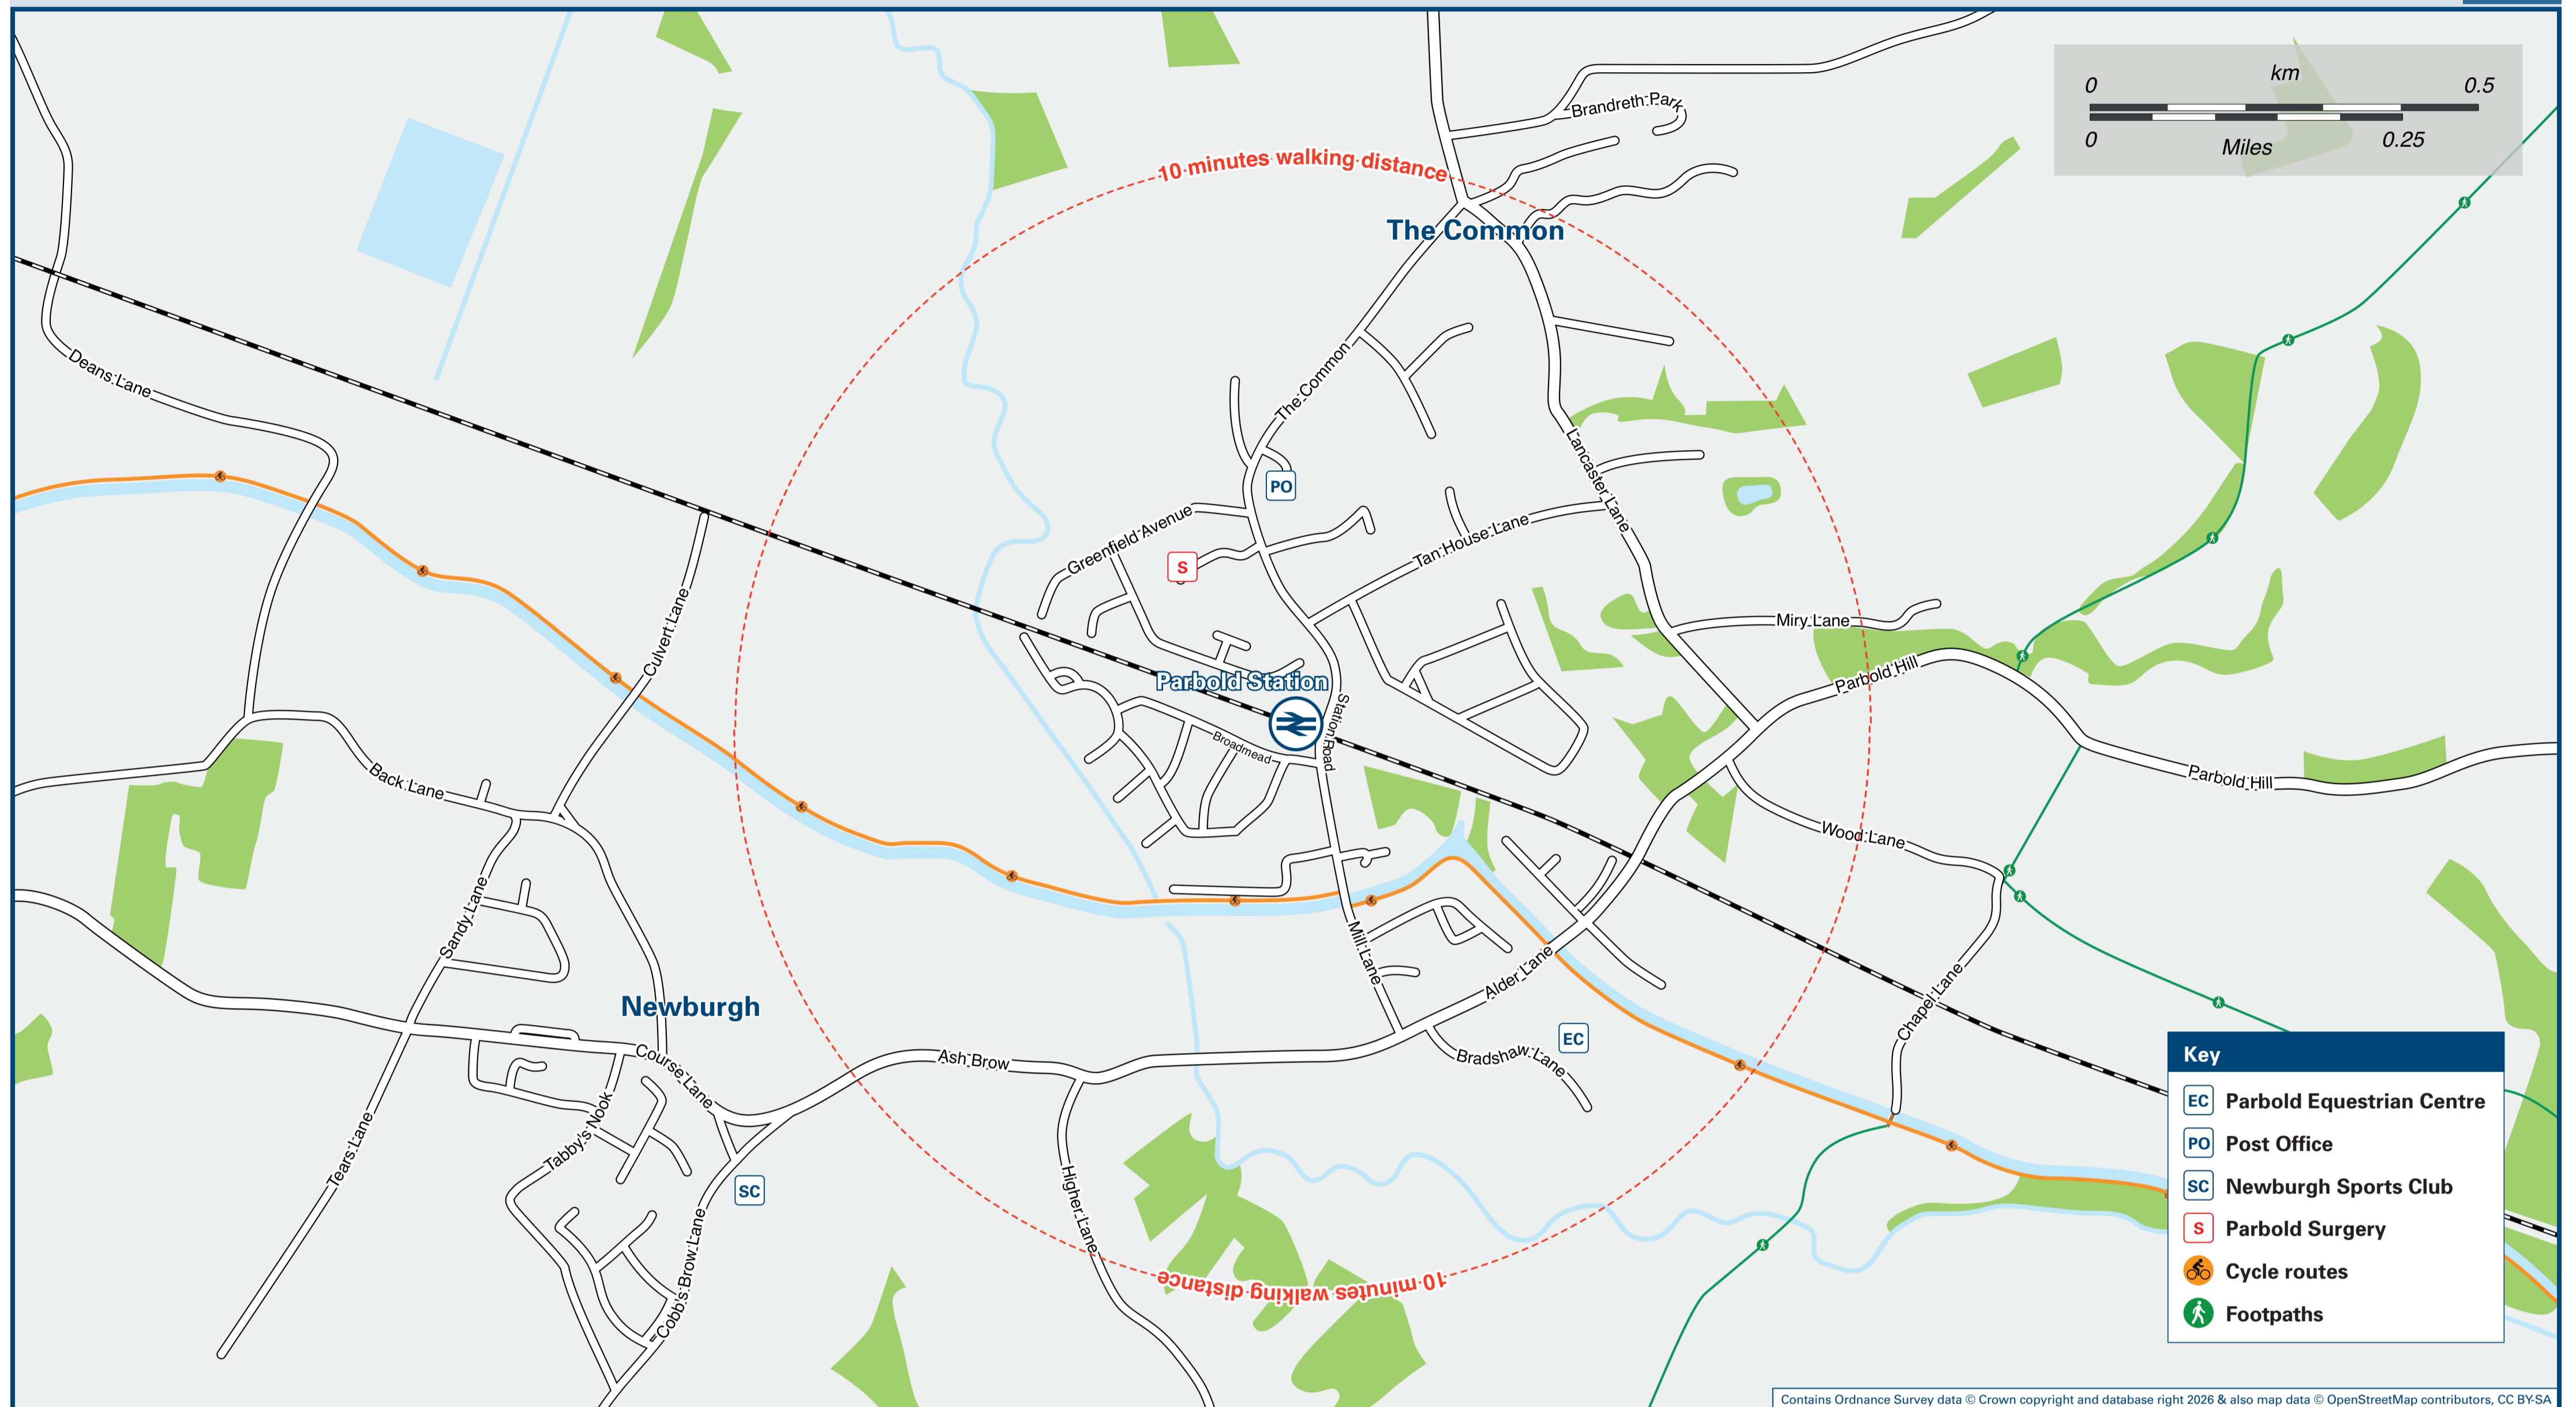 10 minutes walking distance
The Common
Brandreth Park
km
0 0.5
0 0.25
Miles
Deans Lane
The Common
PO
Lancaster Lane
Greenfield Avenue
S
Tan House Lane
Culvert Lane
Miry Lane
Parbold Hill
Parbold Station
Station Road
Broadmead
Parbold Hill
Back Lane
Wood Lane
Sandy Lane
Mill Lane
Alder Lane
Chapel Lane
Newburgh
EC
Course Lane
Ash Brow
Bradshaw Lane
Tabby's Nook
Tears Lane
SC
Higher Lane
Cobb's Brow Lane
10 minutes walking distance
Key
EC Parbold Equestrian Centre
PO Post Office
SC Newburgh Sports Club
S Parbold Surgery
Cycle routes
Footpaths
Contains Ordnance Survey data © Crown copyright and database right 2026 & also map data © OpenStreetMap contributors, CC BY-SA